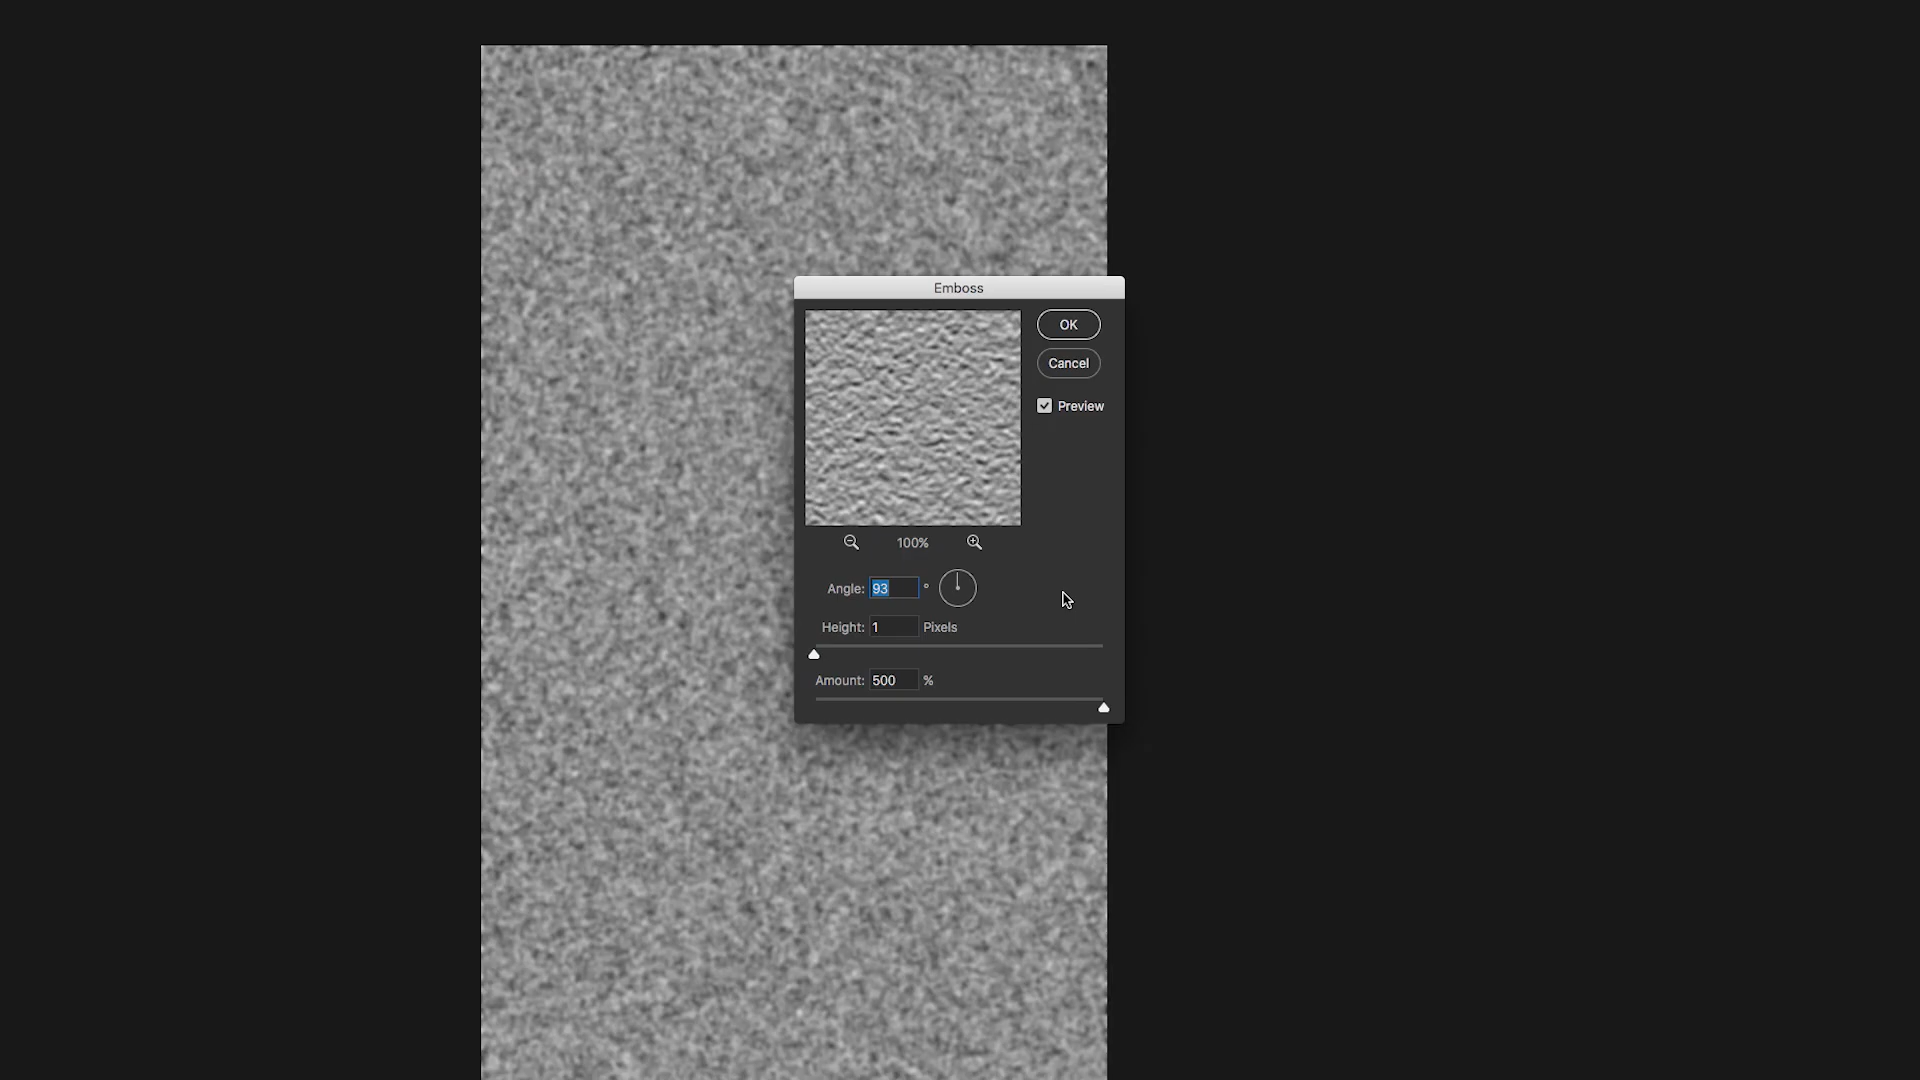 Emboss
OK
Cancel
Preview
100%
Angle: 93 °
Height: 1 Pixels
Amount: 500 %